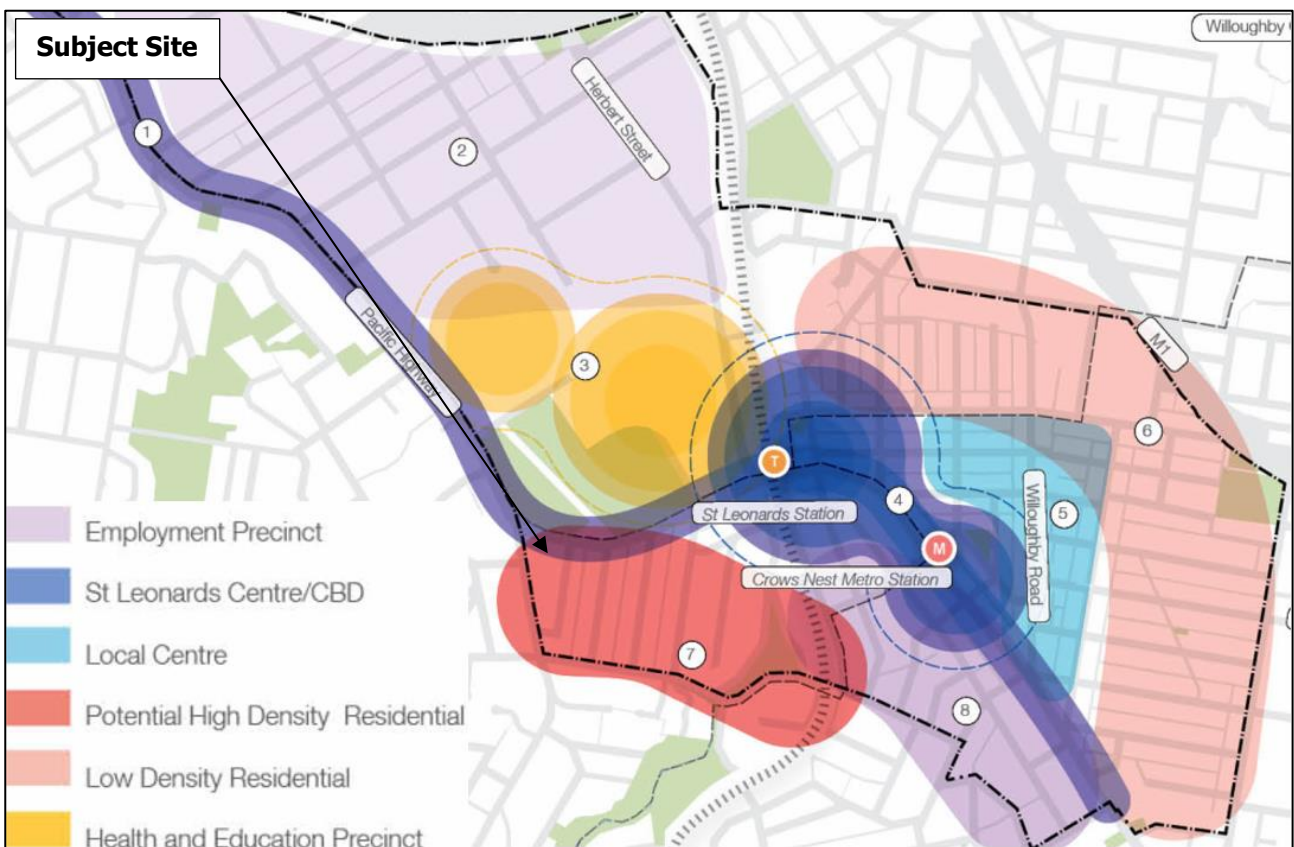 Subject Site
Willoughby
Herbert Street
1
2
Pacific Highway
3
M1
6
T
4
Willoughby Road
5
St Leonards Station
M
Crows Nest Metro Station
7
8
Employment Precinct
St Leonards Centre/CBD
Local Centre
Potential High Density Residential
Low Density Residential
Health and Education Precinct